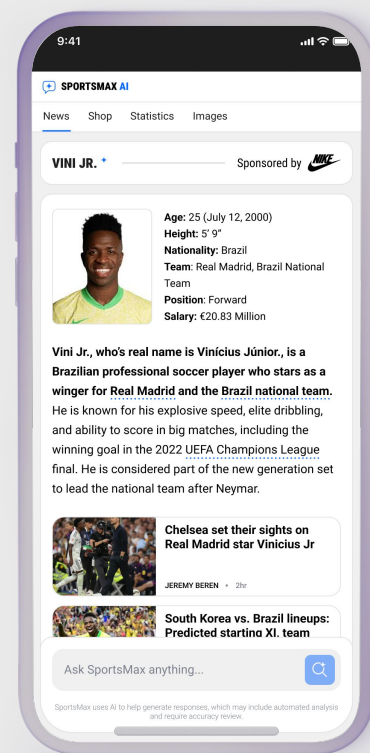 9:41
SPORTSMAX AI
News Shop Statistics Images
VINI JR. Sponsored by NIKE
Age: 25 (July 12, 2000)
Height: 5’ 9”
Nationality: Brazil
Team: Real Madrid, Brazil National
Team
Position: Forward
Salary: €20.83 Million
Vini Jr., who’s real name is Vinícius Júnior., is a
Brazilian professional soccer player who stars as a
winger for Real Madrid and the Brazil national team.
He is known for his explosive speed, elite dribbling,
and ability to score in big matches, including the
winning goal in the 2022 UEFA Champions League
final. He is considered part of the new generation set
to lead the national team after Neymar.
Chelsea set their sights on
Real Madrid star Vinicius Jr
JEREMY BEREN • 2hr
South Korea vs. Brazil lineups:
Predicted starting XI, team
Ask SportsMax anything...
SportsMax uses AI to help generate responses, which may include automated analysis
and require accuracy review.